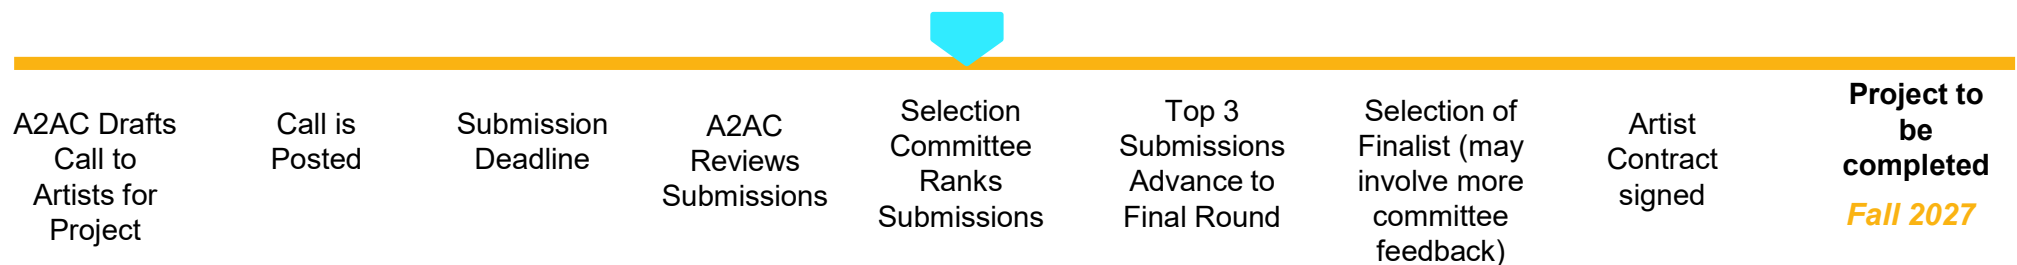 A2AC Drafts
Call to
Artists for
Project
Call is
Posted
Submission
Deadline
A2AC
Reviews
Submissions
Selection
Committee
Ranks
Submissions
Top 3
Submissions
Advance to
Final Round
Selection of
Finalist (may
involve more
committee
feedback)
Artist
Contract
signed
Project to
be
completed
Fall 2027